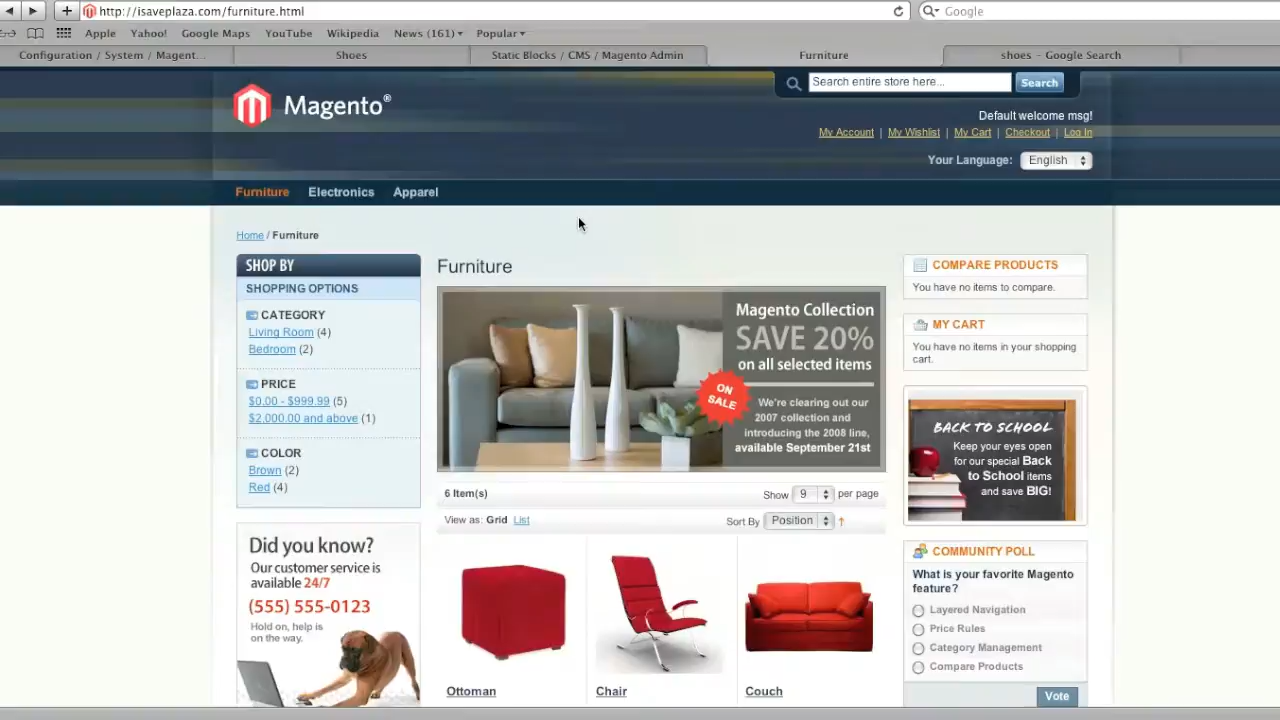 http://isaveplaza.com/furniture.html
Google
Apple Yahoo! Google Maps YouTube Wikipedia News (161) Popular
Configuration / System / Magent...
Shoes
Static Blocks / CMS / Magento Admin
Furniture
shoes - Google Search
Magento®
Search entire store here...
Search
Default welcome msg!
My Account | My Wishlist | My Cart | Checkout | Log In
Your Language: English
Furniture Electronics Apparel
Home / Furniture
SHOP BY
SHOPPING OPTIONS
CATEGORY
Living Room (4)
Bedroom (2)
PRICE
$0.00 - $999.99 (5)
$2,000.00 and above (1)
COLOR
Brown (2)
Red (4)
Did you know?
Our customer service is
available 24/7
(555) 555-0123
Hold on, help is
on the way.
Furniture
Magento Collection
SAVE 20%
on all selected items
ON
SALE
We're clearing out our
2007 collection and
introducing the 2008 line,
available September 21st
6 Item(s)
Show 9 per page
View as: Grid List
Sort By Position
Ottoman
Chair
Couch
COMPARE PRODUCTS
You have no items to compare.
MY CART
You have no items in your shopping
cart.
BACK TO SCHOOL
Keep your eyes open
for our special Back
to School items
and save BIG!
COMMUNITY POLL
What is your favorite Magento
feature?
Layered Navigation
Price Rules
Category Management
Compare Products
Vote